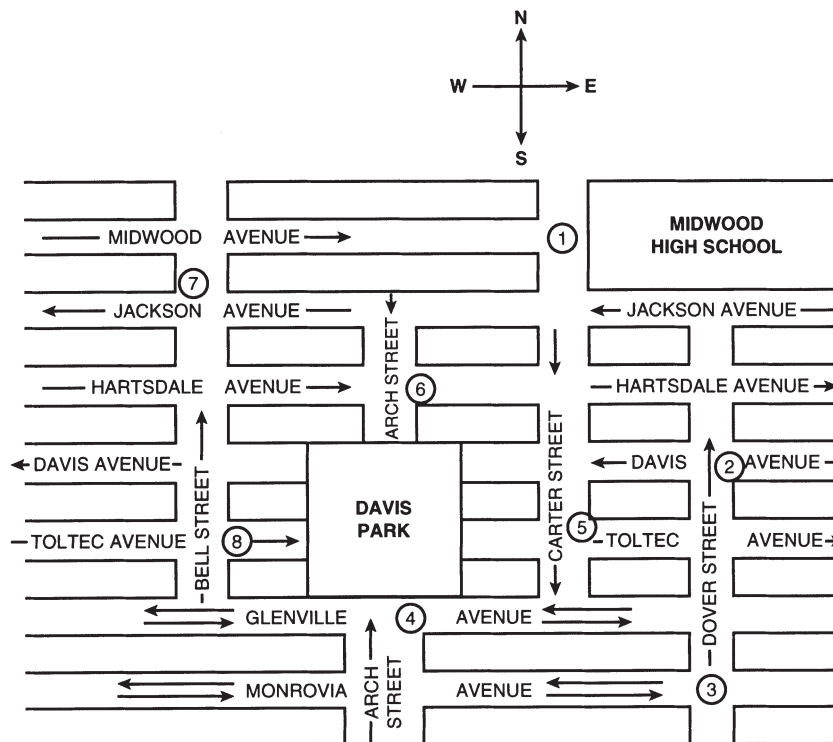 N
W E
S
MIDWOOD AVENUE
1
MIDWOOD
HIGH SCHOOL
7
JACKSON AVENUE
JACKSON AVENUE
ARCH STREET
HARTSDALE AVENUE
6
HARTSDALE AVENUE
DAVIS AVENUE
BELL STREET
DAVIS
PARK
CARTER STREET
DAVIS 2 AVENUE
TOLTEC AVENUE 8
5
TOLTEC AVENUE
DOVER STREET
GLENVILLE 4 AVENUE
MONROVIA AVENUE
3
ARCH
STREET